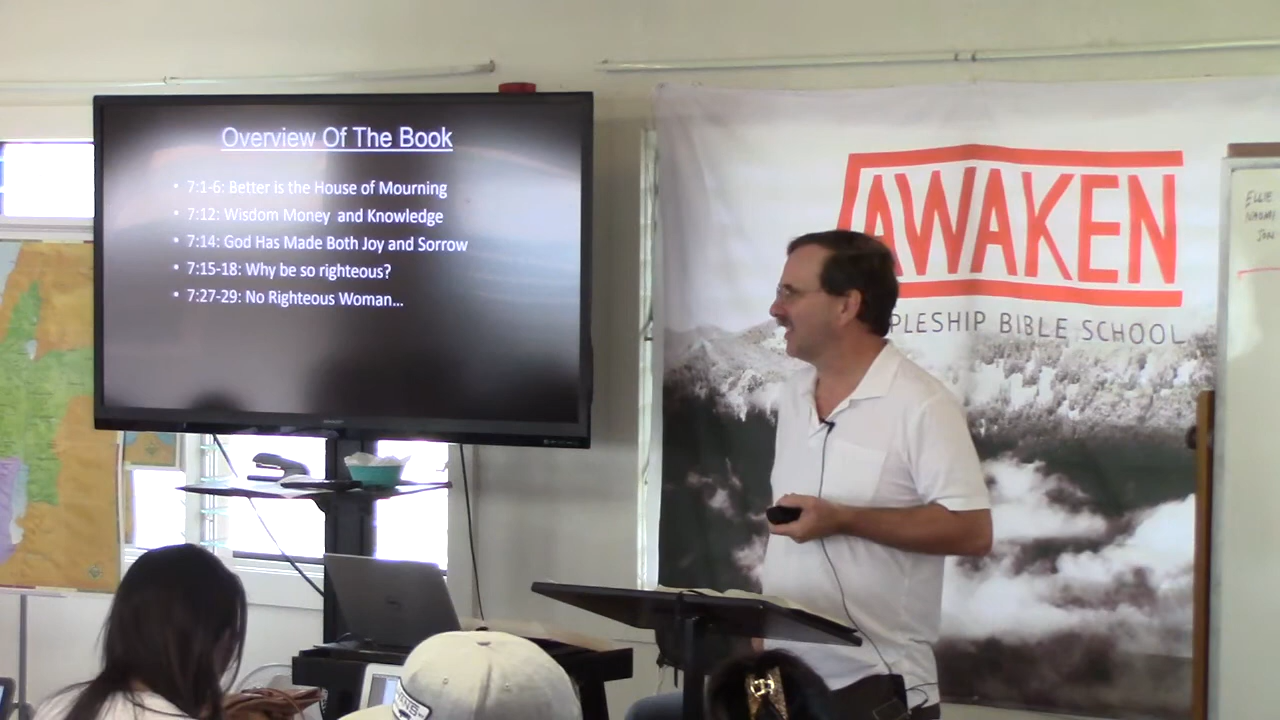 Overview Of The Book
• 7:1-6: Better is the House of Mourning
• 7:12: Wisdom Money and Knowledge
• 7:14: God Has Made Both Joy and Sorrow
• 7:15-18: Why be so righteous?
• 7:27-29: No Righteous Woman...
AWAKEN
PLESHIP BIBLE SCHOOL
ELLIE